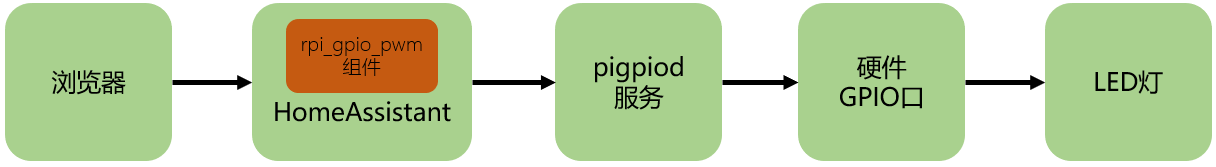 浏览器
rpi_gpio_pwm
组件
HomeAssistant
pigpiod
服务
硬件
GPIO口
LED灯